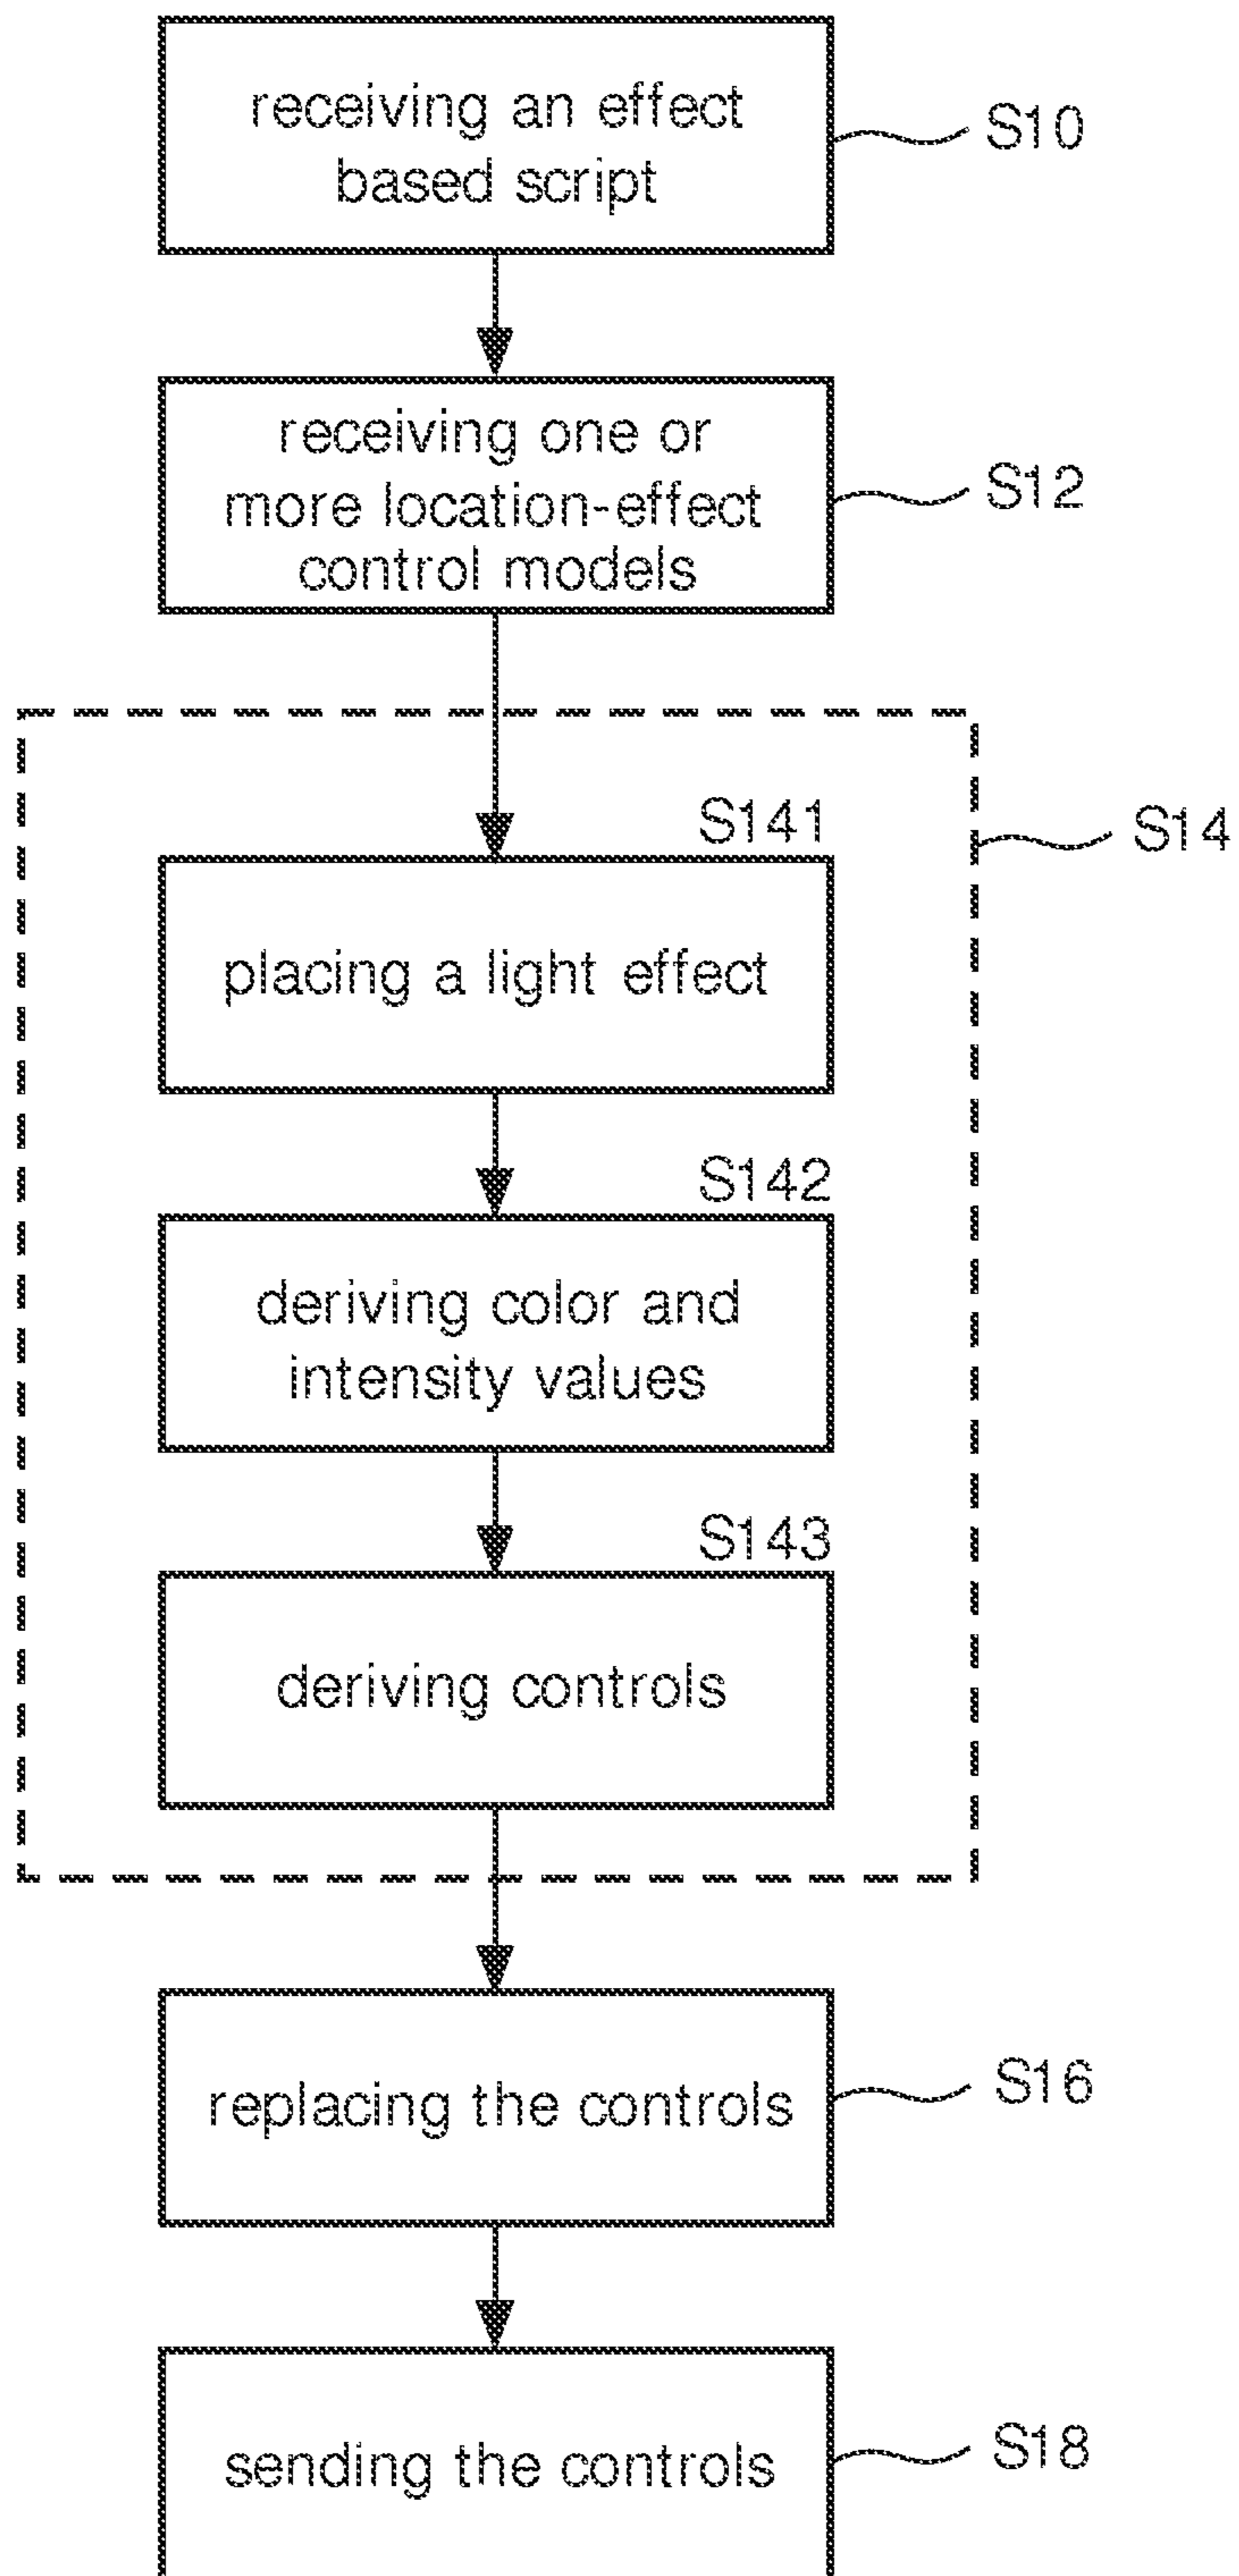 receiving an effect
based script
S10
receiving one or
more location-effect
control models
S12
S14
S141
placing a light effect
S142
deriving color and
intensity values
S143
deriving controls
replacing the controls
S16
sending the controls
S18